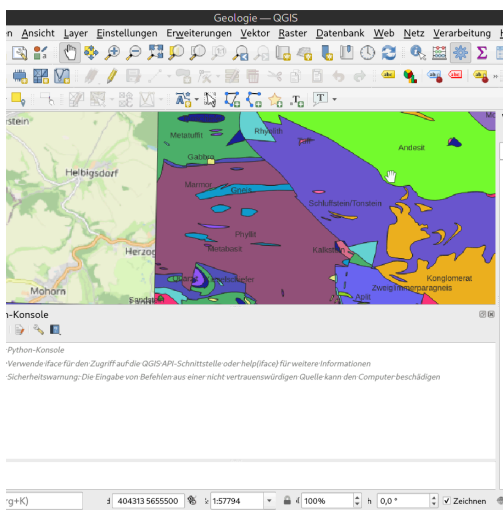 Geologie — QGIS
Ansicht Layer Einstellungen Erweiterungen Vektor Raster Datenbank Web Netz Verarbeitung
Metatuffit
Rhyolith
Tuff
Andesit
Gabbro
Helbigsdorf
Marmor
Gneis
Schluffstein/Tonstein
Phyllit
Metabasit
Kalkstein
Konglomerat
Mohorn
Zweiglimmerparagneis
Aplit
n-Konsole
Python-Konsole
Verwende iface für den Zugriff auf die QGIS-API-Schnittstelle oder help(iface) für weitere Informationen
Sicherheitswarnung: Die Eingabe von Befehlen aus einer nicht vertrauenswürdigen Quelle kann den Computer beschädigen
rg+K) 404313 5655500 1:57794 100% 0,0 ° Zeichnen